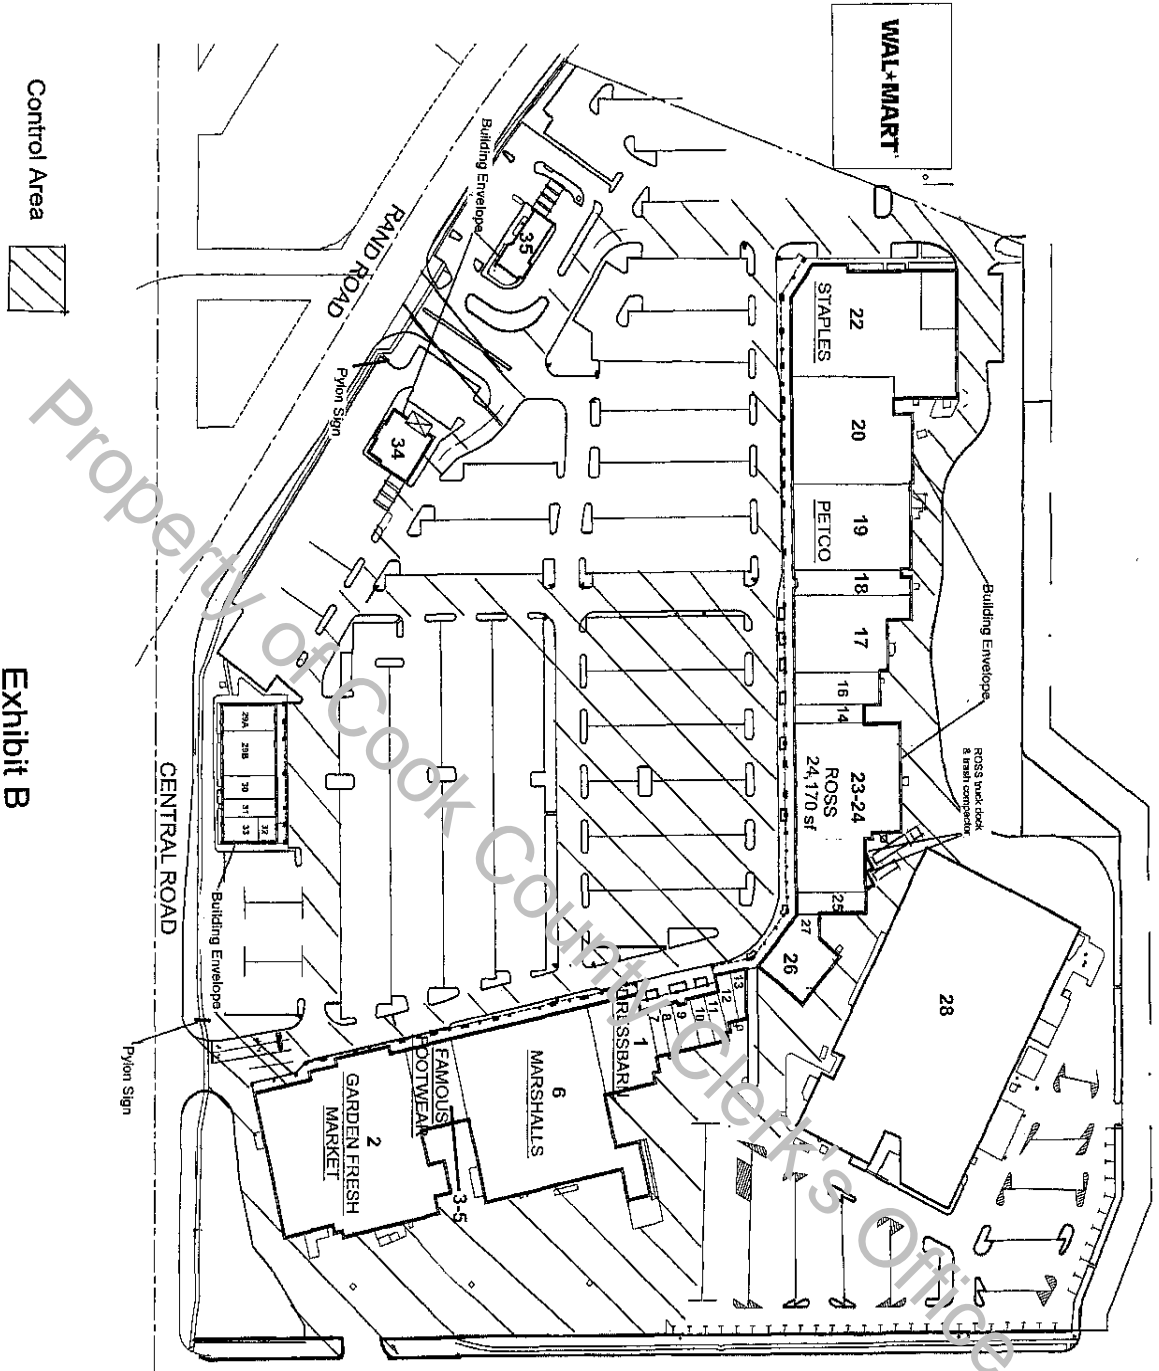 WAL★MART
Building Envelope
RAND ROAD
35
Pylon Sign
34
22
STAPLES
20
19
PETCO
18
17
16
14
23-24
ROSS
24,170 sf
25
27
26
28
Building Envelope
ROSS truck dock
& trash compactor
13
12
11
10
9
8
7
1
DRESSBARN
6
MARSHALLS
FAMOUS
FOOTWEAR
3-5
2
GARDEN FRESH
MARKET
29A
29B
30
31
33
32
Building Envelope
CENTRAL ROAD
Pylon Sign
Control Area
Exhibit B
Property of Cook County Clerk's Office